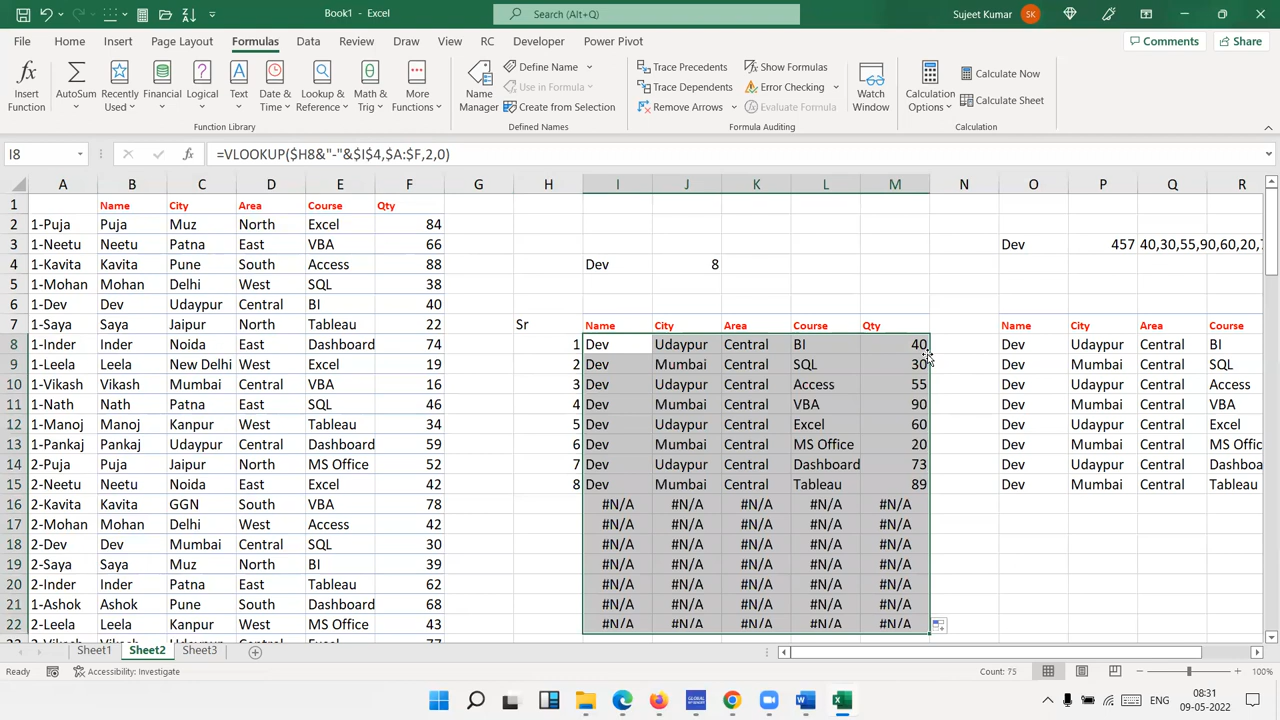 Book1 - Excel
Search (Alt+Q)
Sujeet Kumar
SK
File Home Insert Page Layout Formulas Data Review View RC Developer Power Pivot
Comments
Share
Insert Function
AutoSum
Recently Used
Financial
Logical
Text
Date & Time
Lookup & Reference
Math & Trig
More Functions
Function Library
Name Manager
Define Name
Use in Formula
Create from Selection
Defined Names
Trace Precedents
Trace Dependents
Remove Arrows
Show Formulas
Error Checking
Evaluate Formula
Formula Auditing
Watch Window
Calculation Options
Calculate Now
Calculate Sheet
Calculation
I8
fx
=VLOOKUP($H8&"-"&$I$4,$A:$F,2,0)
A B C D E F G H I J K L M N O P Q R
1 Name City Area Course Qty
2 1-Puja Puja Muz North Excel 84
3 1-Neetu Neetu Patna East VBA 66 Dev 457 40,30,55,90,60,20,
4 1-Kavita Kavita Pune South Access 88 Dev 8
5 1-Mohan Mohan Delhi West SQL 38
6 1-Dev Dev Udaypur Central BI 40
7 1-Saya Saya Jaipur North Tableau 22 Sr Name City Area Course Qty Name City Area Course
8 1-Inder Inder Noida East Dashboard 74 1 Dev Udaypur Central BI 40 Dev Udaypur Central BI
9 1-Leela Leela New Delhi West Excel 19 2 Dev Mumbai Central SQL 30 Dev Mumbai Central SQL
10 1-Vikash Vikash Mumbai Central VBA 16 3 Dev Udaypur Central Access 55 Dev Udaypur Central Access
11 1-Nath Nath Patna East SQL 46 4 Dev Mumbai Central VBA 90 Dev Mumbai Central VBA
12 1-Manoj Manoj Kanpur West Tableau 34 5 Dev Udaypur Central Excel 60 Dev Udaypur Central Excel
13 1-Pankaj Pankaj Udaypur Central Dashboard 59 6 Dev Mumbai Central MS Office 20 Dev Mumbai Central MS Offic
14 2-Puja Puja Jaipur North MS Office 52 7 Dev Udaypur Central Dashboard 73 Dev Udaypur Central Dashboa
15 2-Neetu Neetu Noida East Excel 42 8 Dev Mumbai Central Tableau 89 Dev Mumbai Central Tableau
16 2-Kavita Kavita GGN South VBA 78 #N/A #N/A #N/A #N/A #N/A
17 2-Mohan Mohan Delhi West Access 42 #N/A #N/A #N/A #N/A #N/A
18 2-Dev Dev Mumbai Central SQL 30 #N/A #N/A #N/A #N/A #N/A
19 2-Saya Saya Muz North BI 39 #N/A #N/A #N/A #N/A #N/A
20 2-Inder Inder Patna East Tableau 62 #N/A #N/A #N/A #N/A #N/A
21 1-Ashok Ashok Pune South Dashboard 68 #N/A #N/A #N/A #N/A #N/A
22 2-Leela Leela Kanpur West Dashboard 43 #N/A #N/A #N/A #N/A #N/A
Sheet1 Sheet2 Sheet3
Ready
Accessibility: Investigate
Count: 75
100%
ENG
08:31
09-05-2022